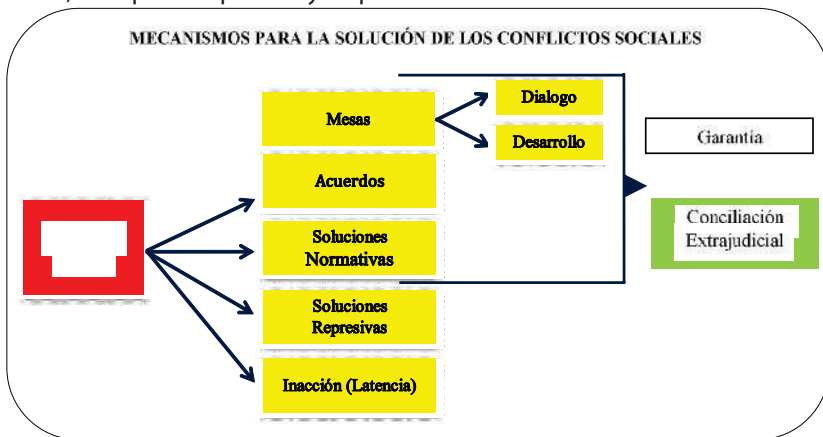 MECANISMOS PARA LA SOLUCIÓN DE LOS CONFLICTOS SOCIALES
Mesas
Dialogo
Desarrollo
Garantía
Acuerdos
Conciliación
Extrajudicial
Soluciones
Normativas
Soluciones
Represivas
Inacción (Latencia)